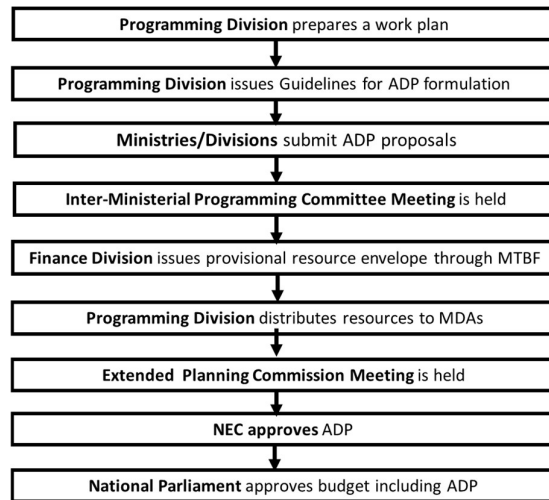 Programming Division prepares a work plan
Programming Division issues Guidelines for ADP formulation
Ministries/Divisions submit ADP proposals
Inter-Ministerial Programming Committee Meeting is held
Finance Division issues provisional resource envelope through MTBF
Programming Division distributes resources to MDAs
Extended Planning Commission Meeting is held
NEC approves ADP
National Parliament approves budget including ADP